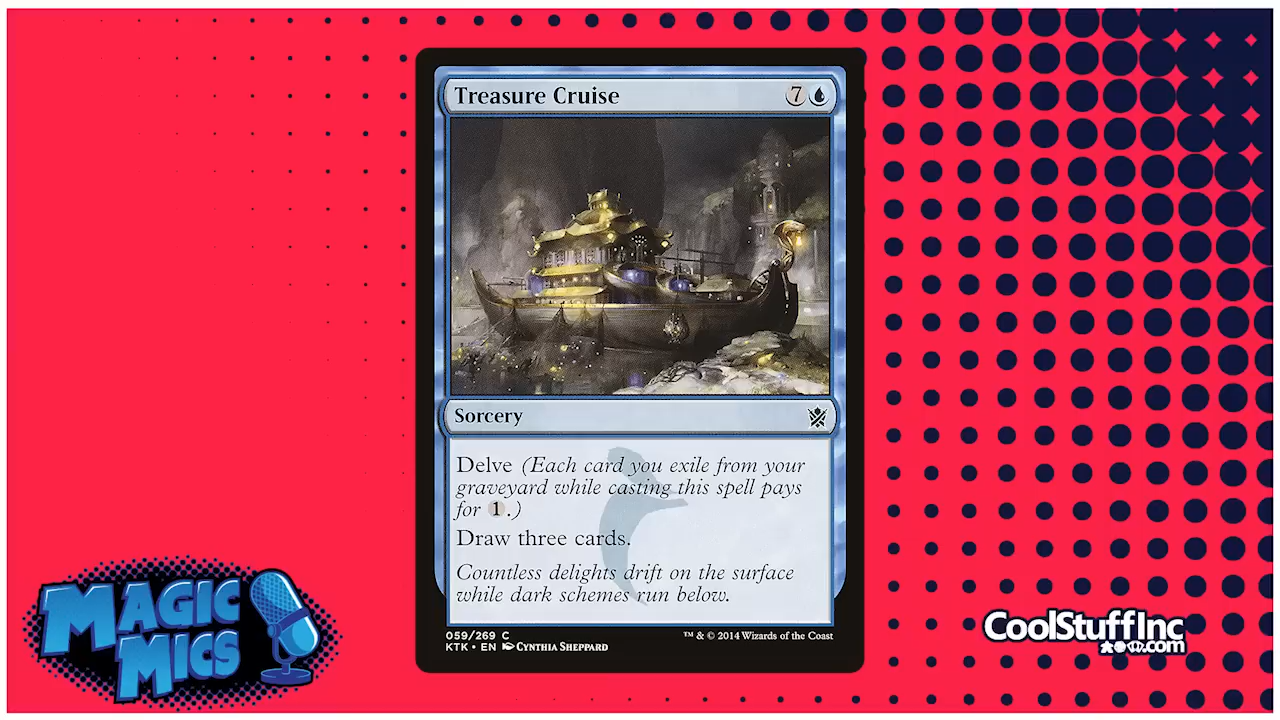 Treasure Cruise 7
Sorcery
Delve (Each card you exile from your
graveyard while casting this spell pays
for 1.)
Draw three cards.
Countless delights drift on the surface
while dark schemes run below.
059/269 C
KTK • EN Cynthia Sheppard
™ & © 2014 Wizards of the Coast
MAGIC
MICS
CoolStuffInc
.com